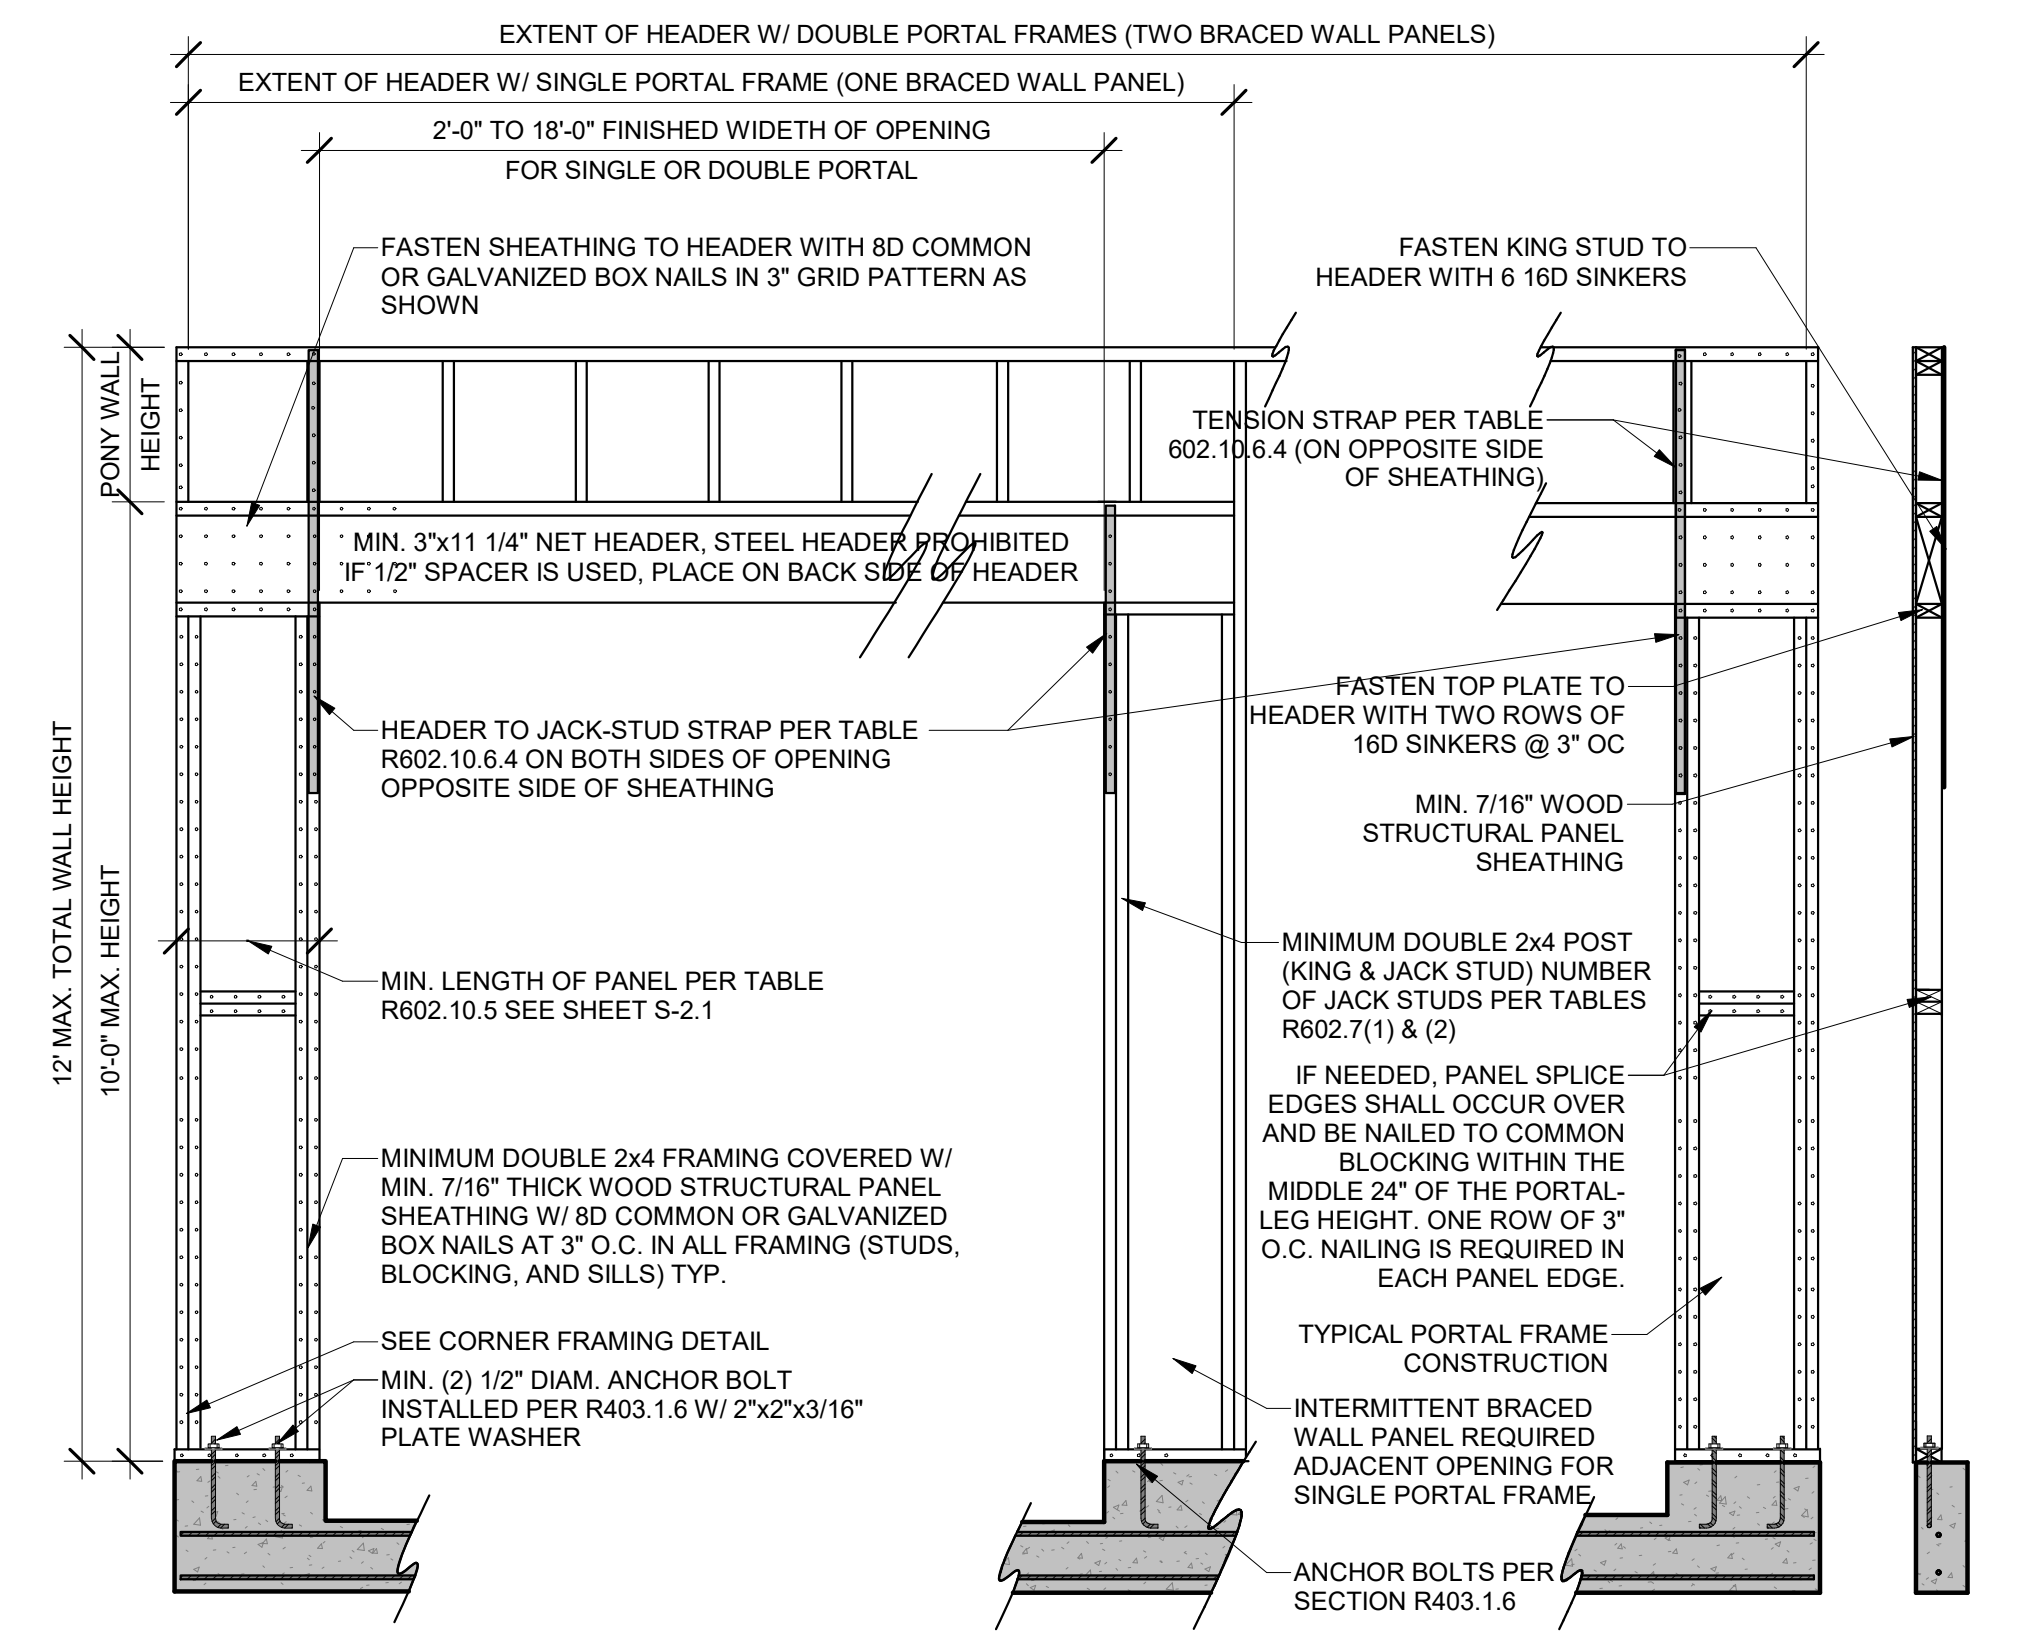 EXTENT OF HEADER W/ DOUBLE PORTAL FRAMES (TWO BRACED WALL PANELS)
EXTENT OF HEADER W/ SINGLE PORTAL FRAME (ONE BRACED WALL PANEL)
2'-0" TO 18'-0" FINISHED WIDETH OF OPENING
FOR SINGLE OR DOUBLE PORTAL
FASTEN SHEATHING TO HEADER WITH 8D COMMON
OR GALVANIZED BOX NAILS IN 3" GRID PATTERN AS
SHOWN
FASTEN KING STUD TO
HEADER WITH 6 16D SINKERS
PONY WALL
HEIGHT
TENSION STRAP PER TABLE
602.10.6.4 (ON OPPOSITE SIDE
OF SHEATHING)
MIN. 3"x11 1/4" NET HEADER, STEEL HEADER PROHIBITED
IF 1/2" SPACER IS USED, PLACE ON BACK SIDE OF HEADER
12' MAX. TOTAL WALL HEIGHT
10'-0" MAX. HEIGHT
HEADER TO JACK-STUD STRAP PER TABLE
R602.10.6.4 ON BOTH SIDES OF OPENING
OPPOSITE SIDE OF SHEATHING
FASTEN TOP PLATE TO
HEADER WITH TWO ROWS OF
16D SINKERS @ 3" OC
MIN. 7/16" WOOD
STRUCTURAL PANEL
SHEATHING
MIN. LENGTH OF PANEL PER TABLE
R602.10.5 SEE SHEET S-2.1
MINIMUM DOUBLE 2x4 POST
(KING & JACK STUD) NUMBER
OF JACK STUDS PER TABLES
R602.7(1) & (2)
IF NEEDED, PANEL SPLICE
EDGES SHALL OCCUR OVER
AND BE NAILED TO COMMON
BLOCKING WITHIN THE
MIDDLE 24" OF THE PORTAL-
LEG HEIGHT. ONE ROW OF 3"
O.C. NAILING IS REQUIRED IN
EACH PANEL EDGE.
MINIMUM DOUBLE 2x4 FRAMING COVERED W/
MIN. 7/16" THICK WOOD STRUCTURAL PANEL
SHEATHING W/ 8D COMMON OR GALVANIZED
BOX NAILS AT 3" O.C. IN ALL FRAMING (STUDS,
BLOCKING, AND SILLS) TYP.
SEE CORNER FRAMING DETAIL
MIN. (2) 1/2" DIAM. ANCHOR BOLT
INSTALLED PER R403.1.6 W/ 2"x2"x3/16"
PLATE WASHER
TYPICAL PORTAL FRAME
CONSTRUCTION
INTERMITTENT BRACED
WALL PANEL REQUIRED
ADJACENT OPENING FOR
SINGLE PORTAL FRAME
ANCHOR BOLTS PER
SECTION R403.1.6